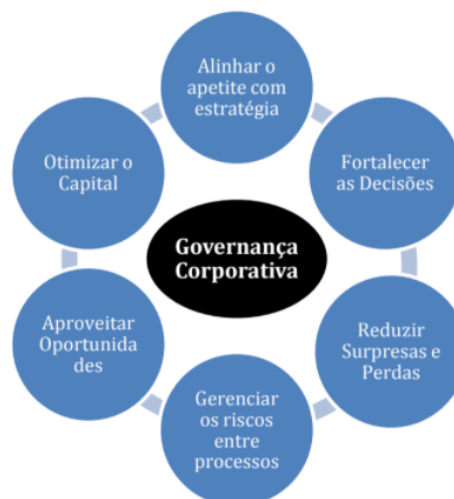 Alinhar o
apetite com
estratégia
Otimizar o
Capital
Fortalecer
as Decisões
Governança
Corporativa
Aproveitar
Oportunida
des
Reduzir
Surpresas e
Perdas
Gerenciar
os riscos
entre
processos